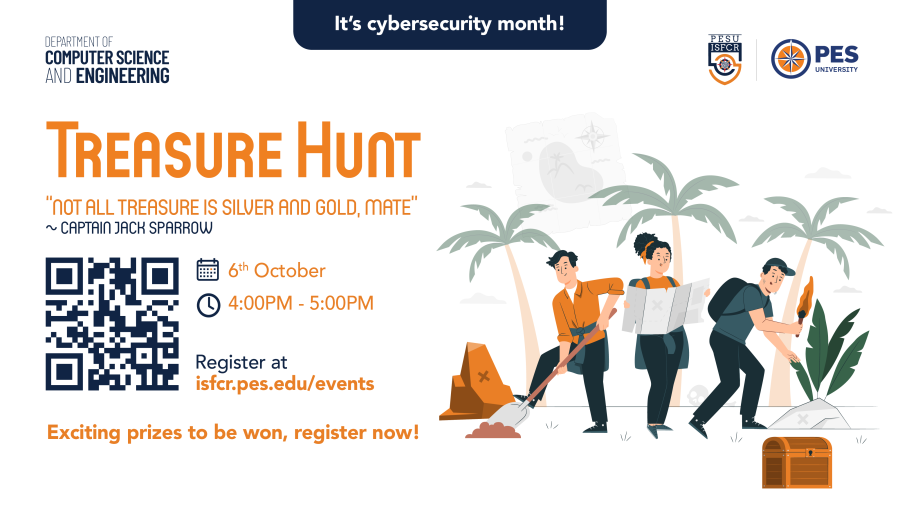 It's cybersecurity month!
DEPARTMENT OF
COMPUTER SCIENCE
AND ENGINEERING
PESU
ISFCR
PES
UNIVERSITY
TREASURE HUNT
"NOT ALL TREASURE IS SILVER AND GOLD, MATE"
~ CAPTAIN JACK SPARROW
6th October
4:00PM - 5:00PM
Register at
isfcr.pes.edu/events
Exciting prizes to be won, register now!